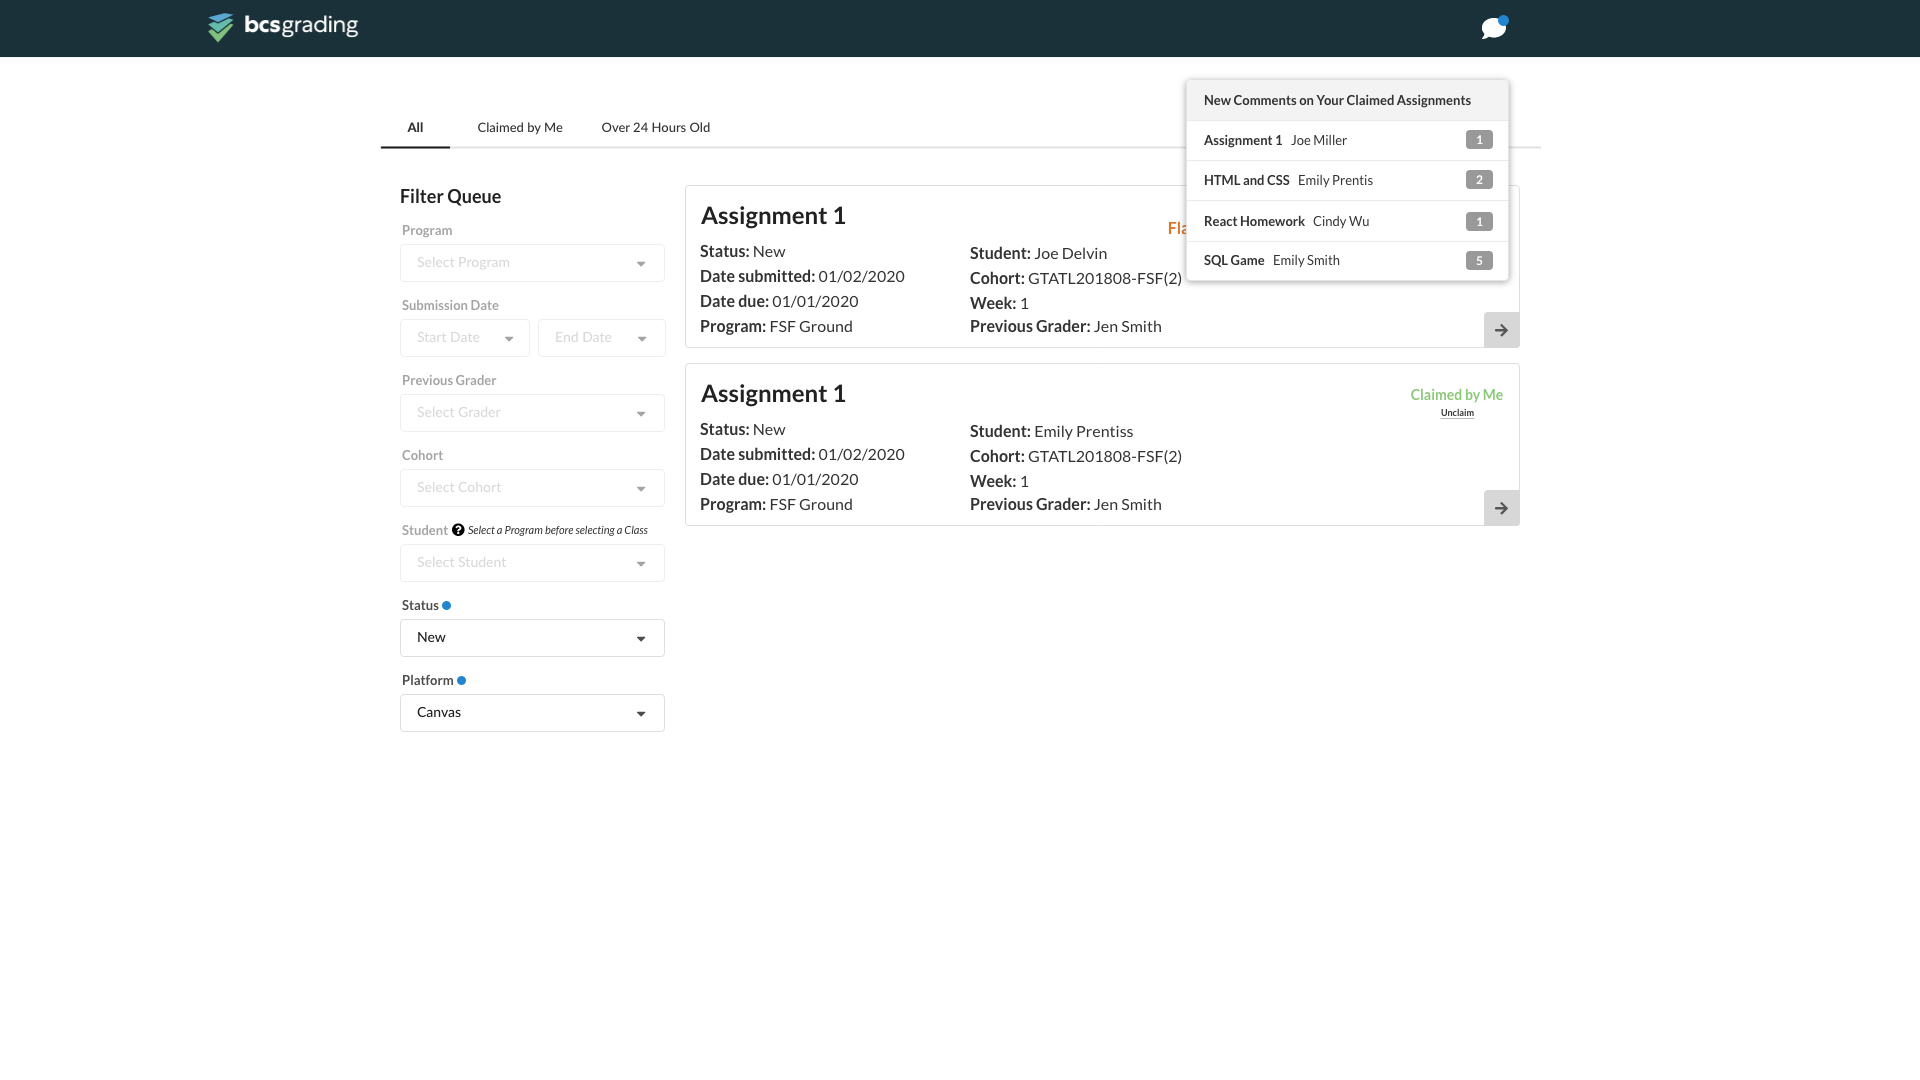 bcsgrading
New Comments on Your Claimed Assignments
Assignment 1 Joe Miller 1
HTML and CSS Emily Prentis 2
React Homework Cindy Wu 1
SQL Game Emily Smith 5
All Claimed by Me Over 24 Hours Old
Filter Queue
Program
Select Program
Submission Date
Start Date End Date
Previous Grader
Select Grader
Cohort
Select Cohort
Student ? Select a Program before selecting a Class
Select Student
Status
New
Platform
Canvas
Assignment 1
Fla
Status: New
Date submitted: 01/02/2020
Date due: 01/01/2020
Program: FSF Ground
Student: Joe Delvin
Cohort: GTATL201808-FSF(2)
Week: 1
Previous Grader: Jen Smith
Assignment 1
Claimed by Me
Unclaim
Status: New
Date submitted: 01/02/2020
Date due: 01/01/2020
Program: FSF Ground
Student: Emily Prentiss
Cohort: GTATL201808-FSF(2)
Week: 1
Previous Grader: Jen Smith